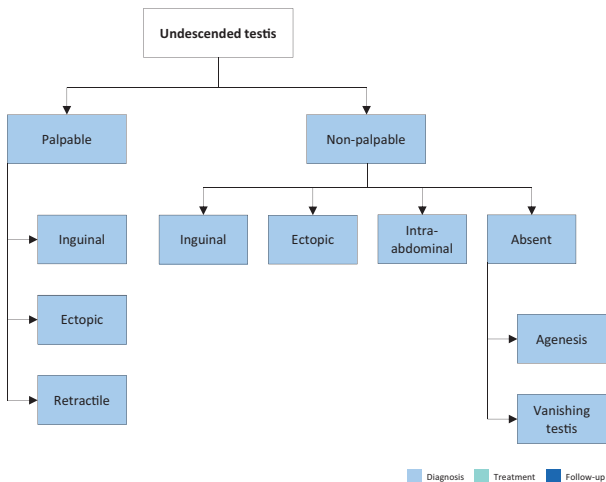 Undescended testis
Palpable
Non-palpable
Inguinal
Ectopic
Retractile
Inguinal
Ectopic
Intra-
abdominal
Absent
Agenesis
Vanishing
testis
Diagnosis
Treatment
Follow-up